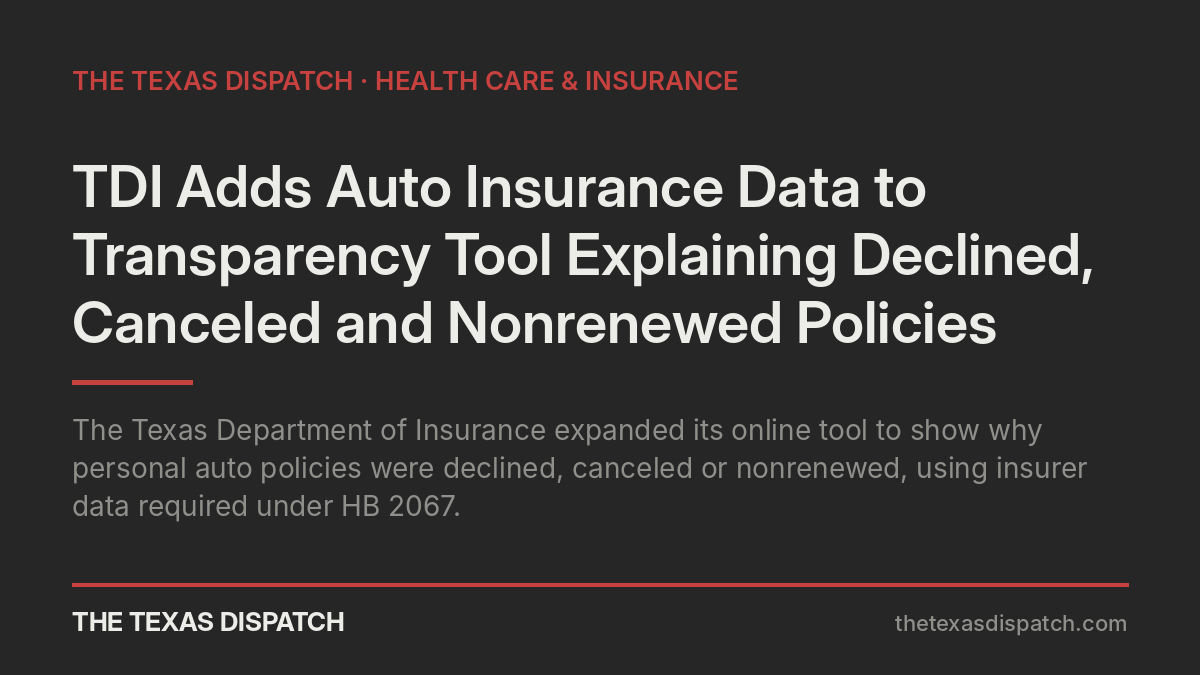 THE TEXAS DISPATCH · HEALTH CARE & INSURANCE
TDI Adds Auto Insurance Data to
Transparency Tool Explaining Declined,
Canceled and Nonrenewed Policies
The Texas Department of Insurance expanded its online tool to show why
personal auto policies were declined, canceled or nonrenewed, using insurer
data required under HB 2067.
THE TEXAS DISPATCH
thetexasdispatch.com